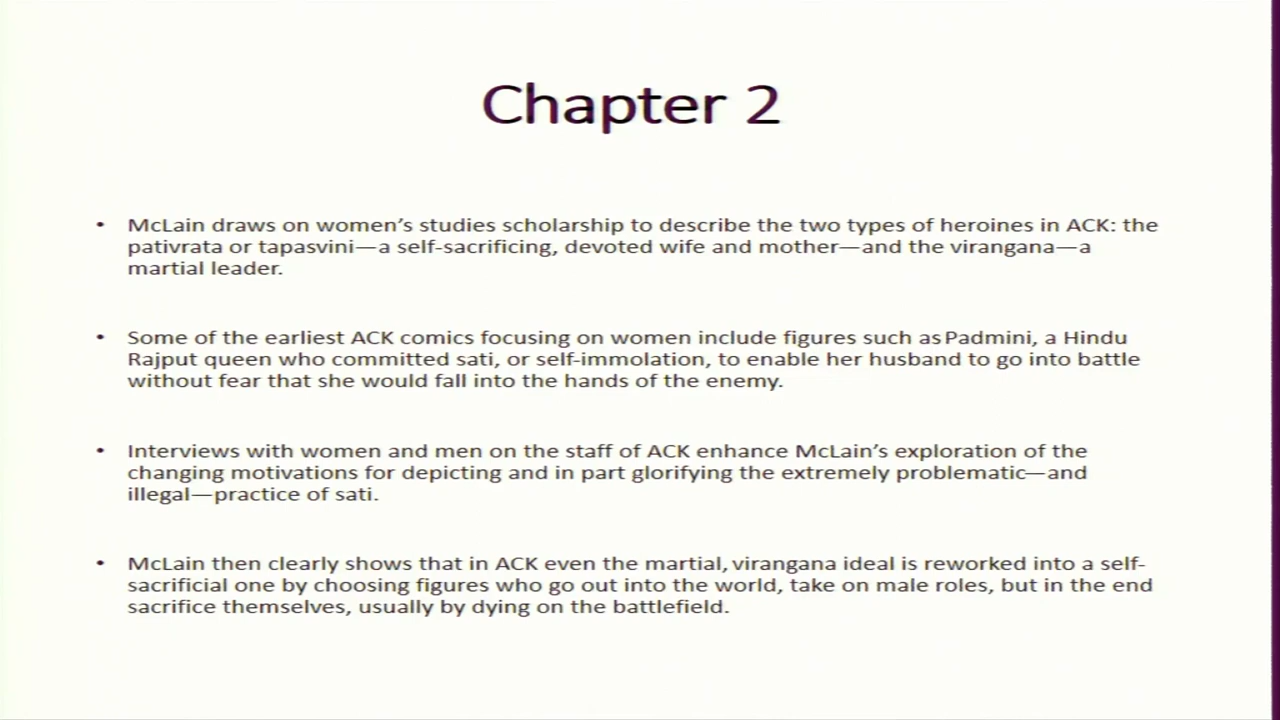 Chapter 2
• McLain draws on women’s studies scholarship to describe the two types of heroines in ACK: the
pativrata or tapasvini—a self-sacrificing, devoted wife and mother—and the virangana—a
martial leader.
• Some of the earliest ACK comics focusing on women include figures such as Padmini, a Hindu
Rajput queen who committed sati, or self-immolation, to enable her husband to go into battle
without fear that she would fall into the hands of the enemy.
• Interviews with women and men on the staff of ACK enhance McLain’s exploration of the
changing motivations for depicting and in part glorifying the extremely problematic—and
illegal—practice of sati.
• McLain then clearly shows that in ACK even the martial, virangana ideal is reworked into a self-
sacrificial one by choosing figures who go out into the world, take on male roles, but in the end
sacrifice themselves, usually by dying on the battlefield.